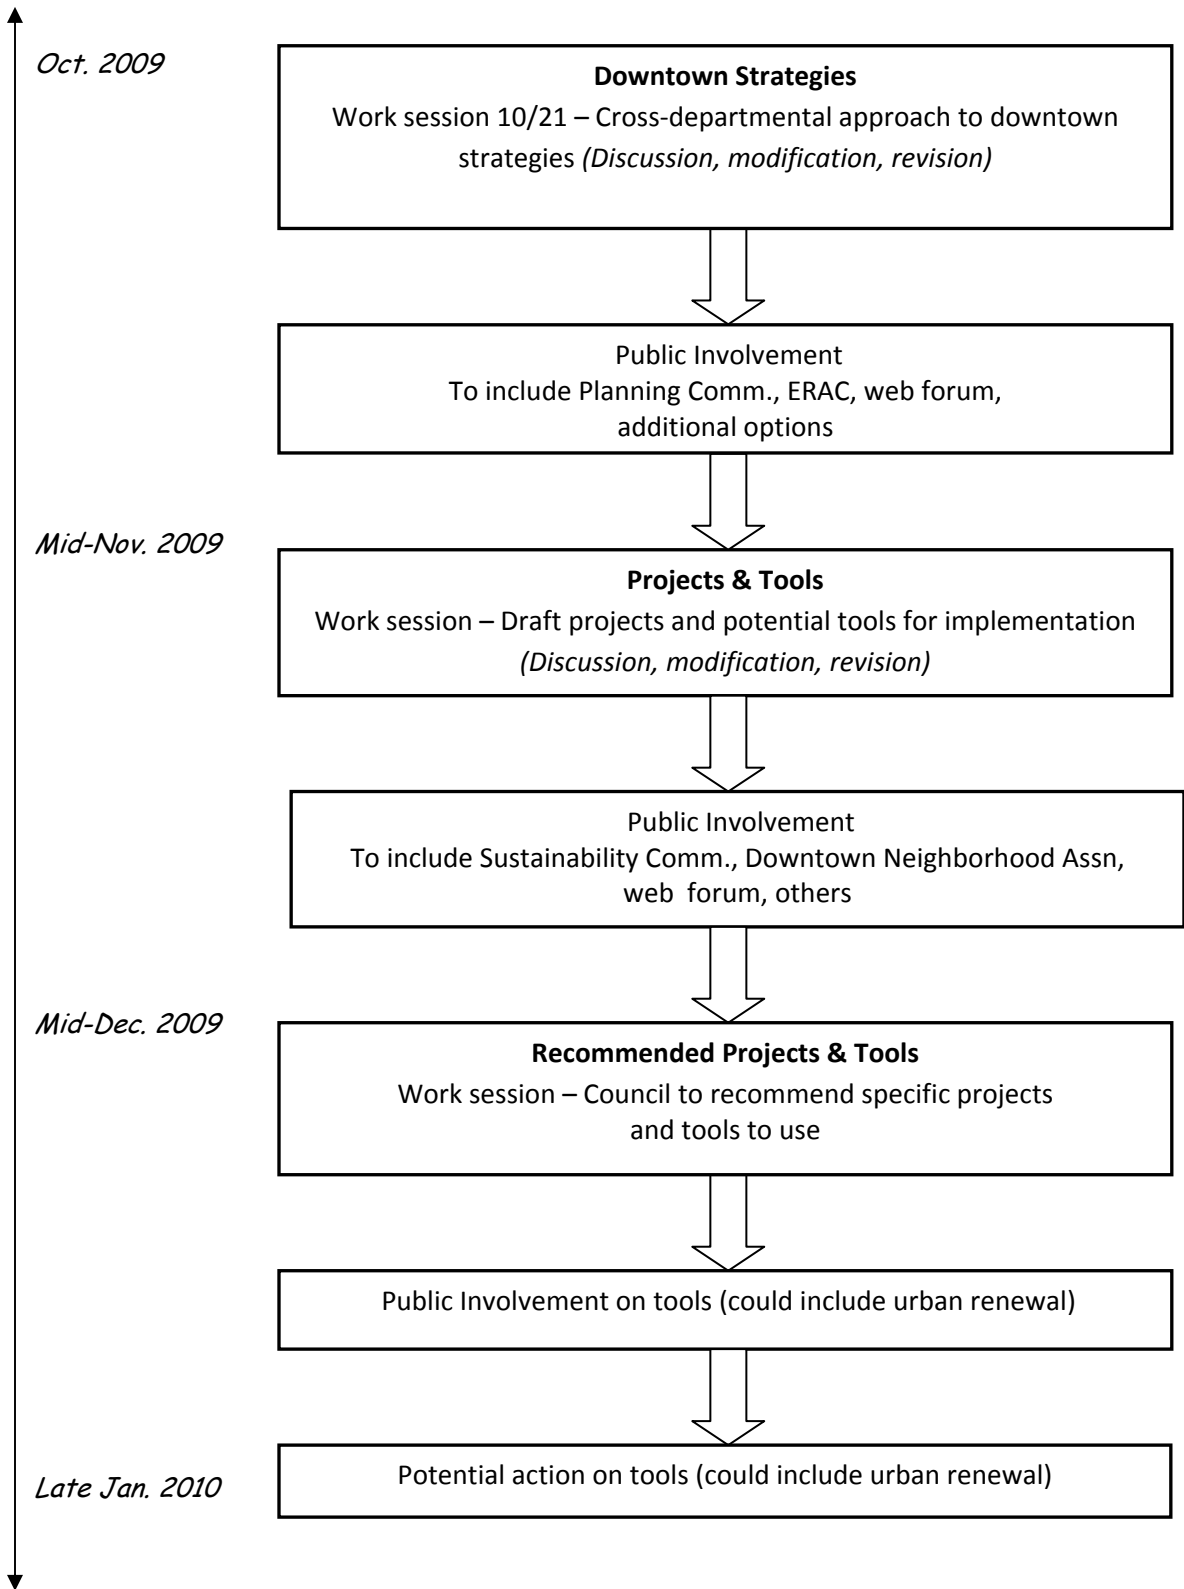 Oct. 2009
Downtown Strategies
Work session 10/21 – Cross-departmental approach to downtown
strategies (Discussion, modification, revision)
Public Involvement
To include Planning Comm., ERAC, web forum,
additional options
Mid-Nov. 2009
Projects & Tools
Work session – Draft projects and potential tools for implementation
(Discussion, modification, revision)
Public Involvement
To include Sustainability Comm., Downtown Neighborhood Assn,
web forum, others
Mid-Dec. 2009
Recommended Projects & Tools
Work session – Council to recommend specific projects
and tools to use
Public Involvement on tools (could include urban renewal)
Late Jan. 2010
Potential action on tools (could include urban renewal)